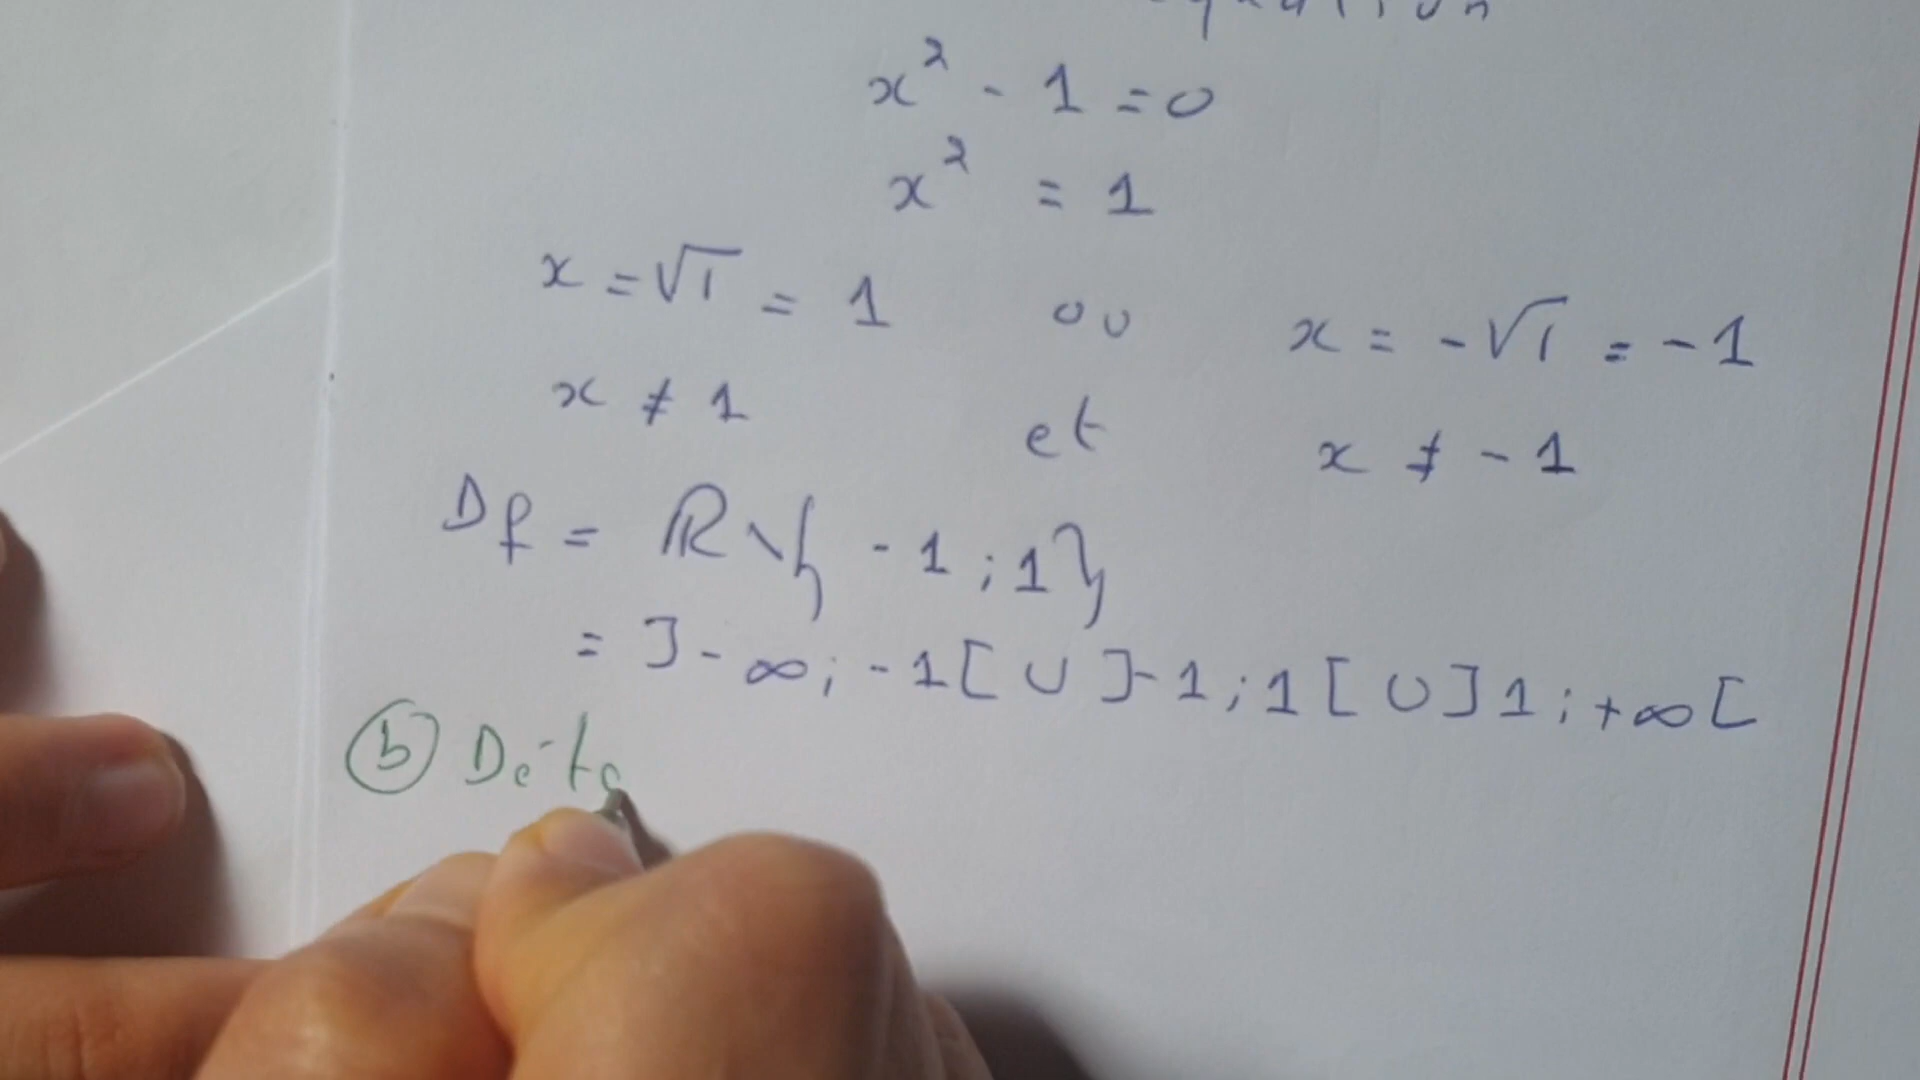 x² - 1 = 0
x² = 1
x = √1 = 1 ou x = -√1 = -1
x ≠ 1 et x ≠ -1
Df = ℝ \ { -1 ; 1 }
= ]-∞ ; -1[ ∪ ]-1 ; 1[ ∪ ]1 ; +∞[
b